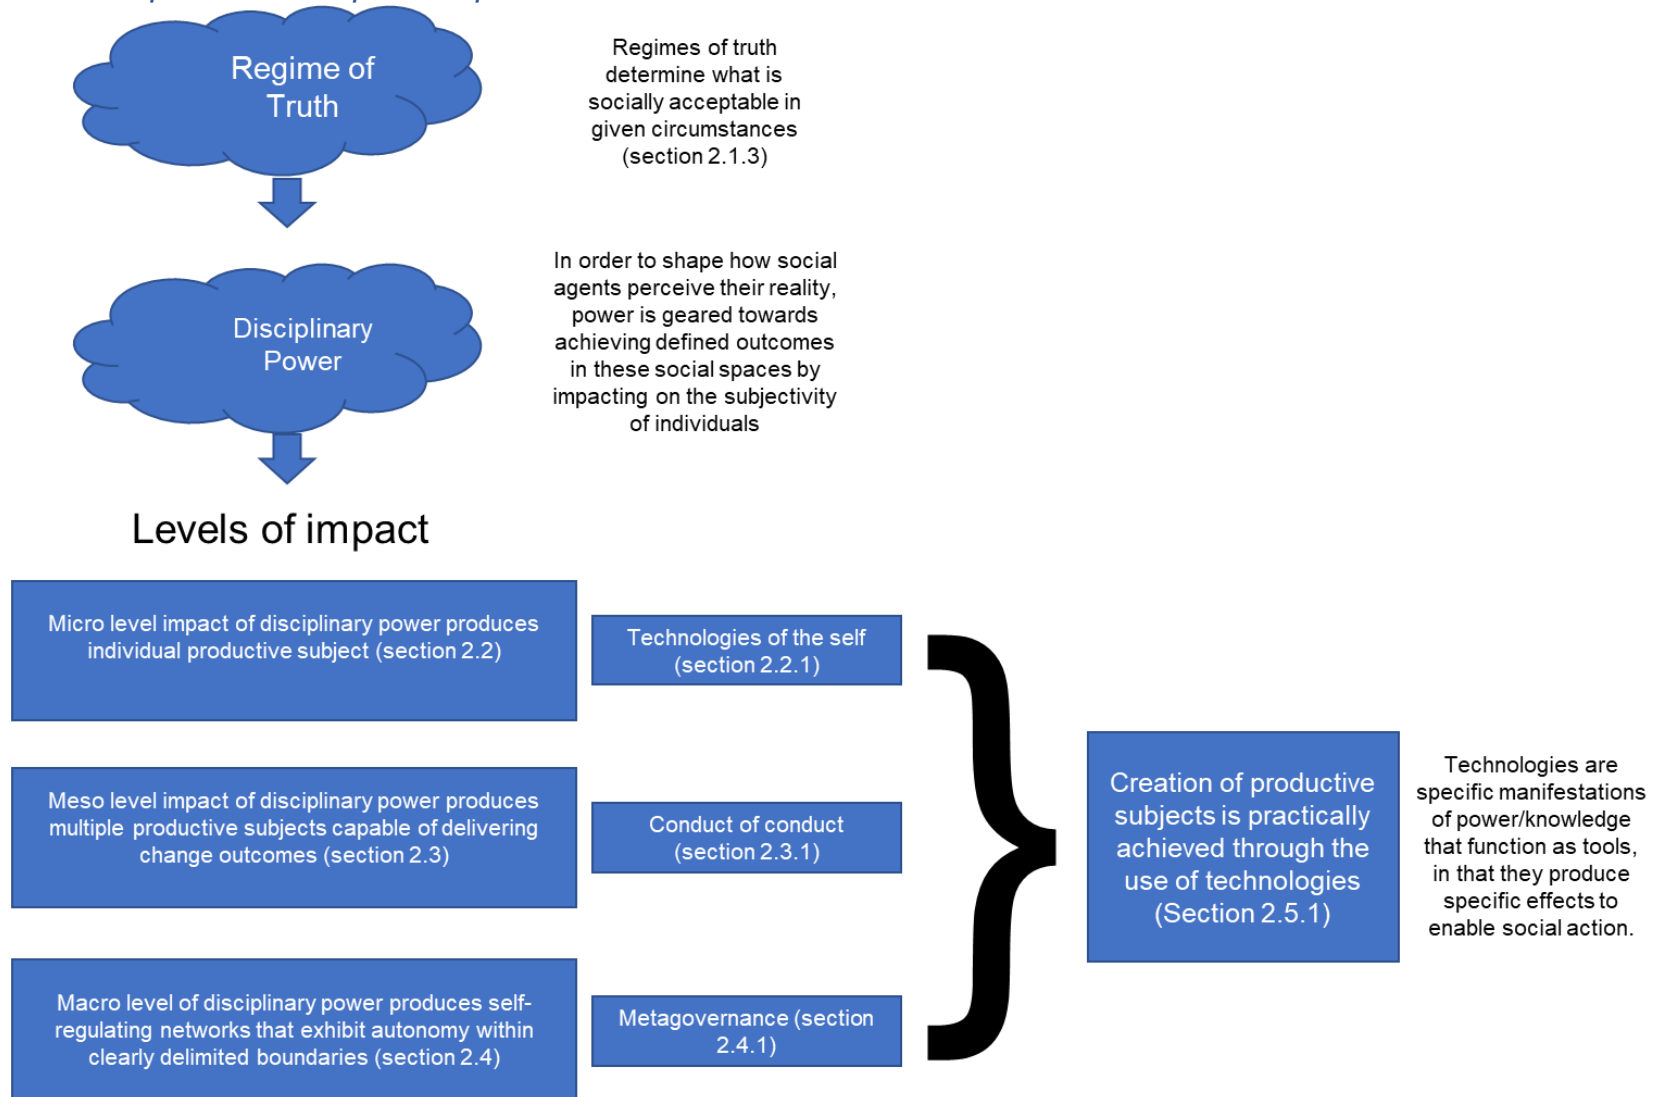 Regime of
Truth
Regimes of truth
determine what is
socially acceptable in
given circumstances
(section 2.1.3)
Disciplinary
Power
In order to shape how social
agents perceive their reality,
power is geared towards
achieving defined outcomes
in these social spaces by
impacting on the subjectivity
of individuals
Levels of impact
Micro level impact of disciplinary power produces
individual productive subject (section 2.2)
Technologies of the self
(section 2.2.1)
Meso level impact of disciplinary power produces
multiple productive subjects capable of delivering
change outcomes (section 2.3)
Conduct of conduct
(section 2.3.1)
Macro level of disciplinary power produces self-
regulating networks that exhibit autonomy within
clearly delimited boundaries (section 2.4)
Metagovernance (section
2.4.1)
}
Creation of productive
subjects is practically
achieved through the
use of technologies
(Section 2.5.1)
Technologies are
specific manifestations
of power/knowledge
that function as tools,
in that they produce
specific effects to
enable social action.